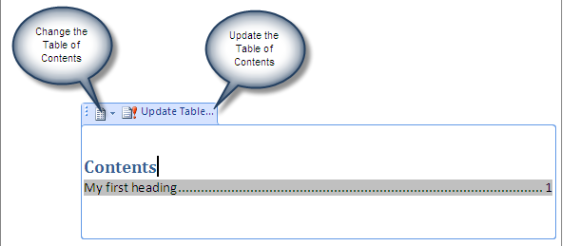 Change the
Table of
Contents
Update the
Table of
Contents
Update Table...
Contents
My first heading.......................................................................................................... 1